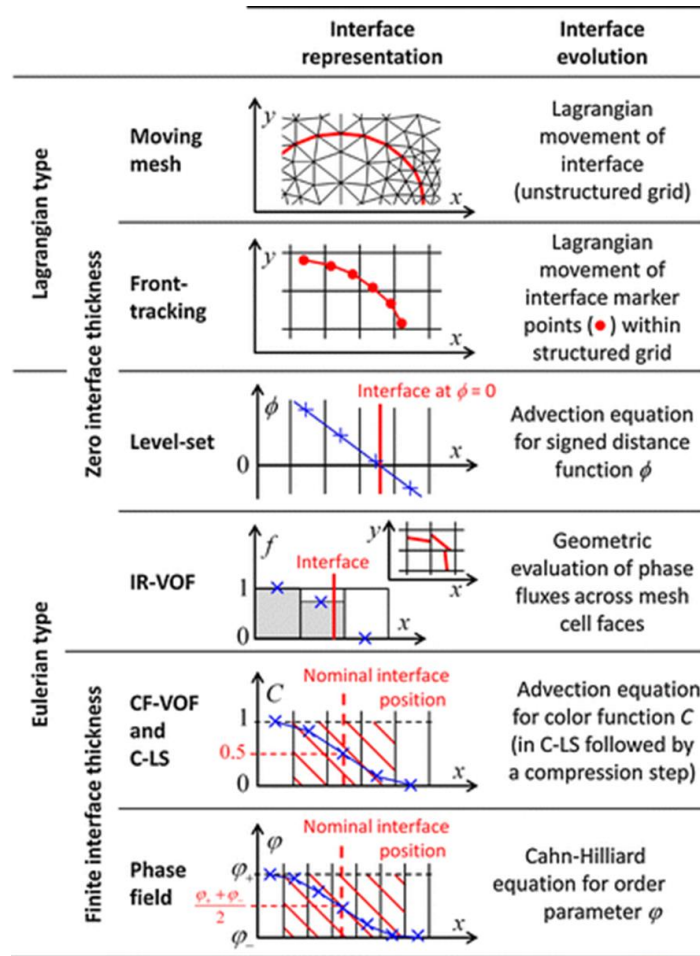 Interface
representation
Interface
evolution
Lagrangian type
Zero interface thickness
Moving
mesh
y
x
Lagrangian
movement of
interface
(unstructured grid)
Front-
tracking
y
x
Lagrangian
movement of
interface marker
points (●) within
structured grid
Eulerian type
Level-set
ϕ
0
Interface at ϕ = 0
x
Advection equation
for signed distance
function ϕ
IR-VOF
f
1
0
Interface
x
y
x
Geometric
evaluation of phase
fluxes across mesh
cell faces
Finite interface thickness
CF-VOF
and
C-LS
C
1
0.5
0
Nominal interface
position
x
Advection equation
for color function C
(in C-LS followed by
a compression step)
Phase
field
φ
φ₊
φ₊ + φ₋
2
φ₋
Nominal interface
position
x
Cahn-Hilliard
equation for order
parameter φ